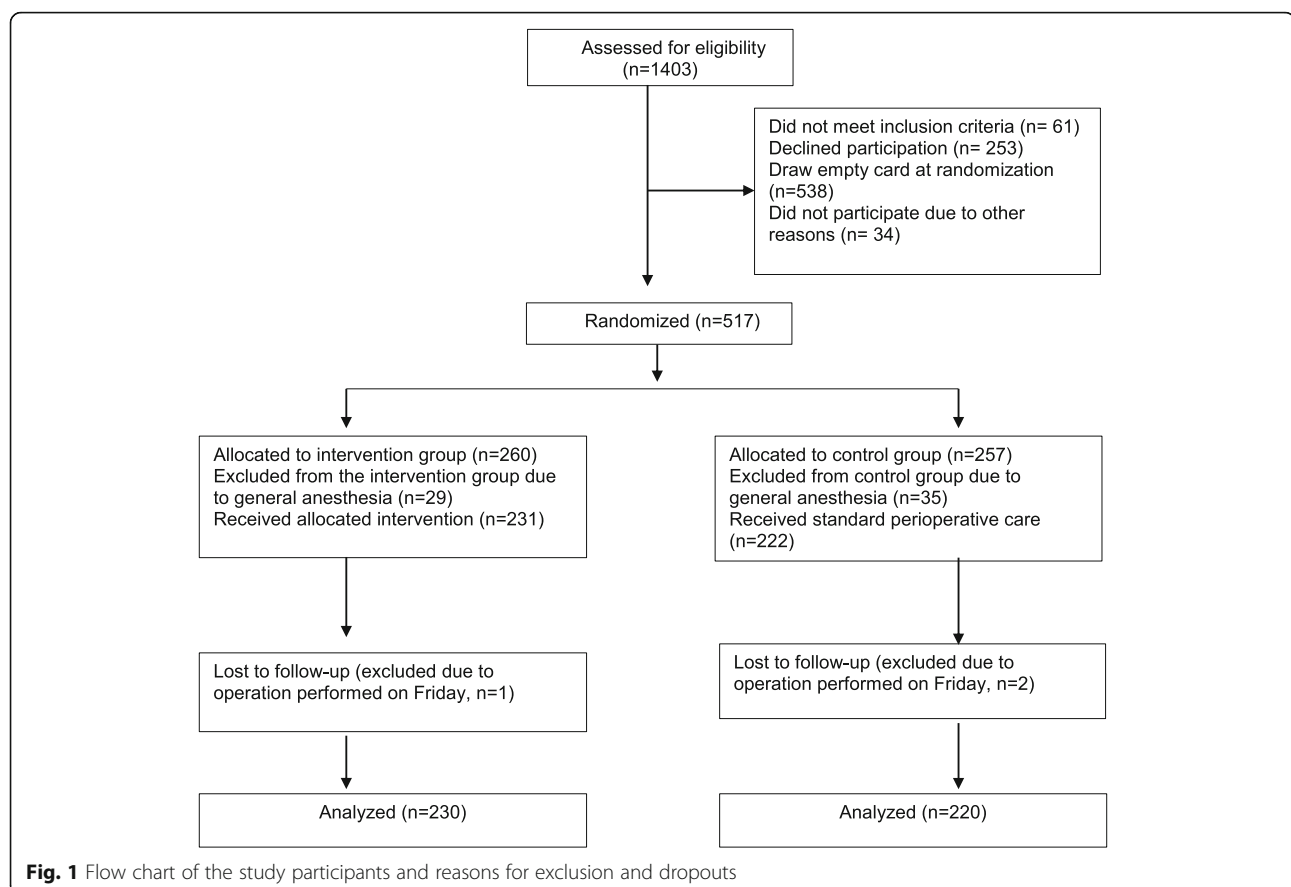 Assessed for eligibility
(n=1403)
Did not meet inclusion criteria (n= 61)
Declined participation (n= 253)
Draw empty card at randomization
(n=538)
Did not participate due to other
reasons (n= 34)
Randomized (n=517)
Allocated to intervention group (n=260)
Excluded from the intervention group due
to general anesthesia (n=29)
Received allocated intervention (n=231)
Allocated to control group (n=257)
Excluded from control group due to
general anesthesia (n=35)
Received standard perioperative care
(n=222)
Lost to follow-up (excluded due to
operation performed on Friday, n=1)
Lost to follow-up (excluded due to
operation performed on Friday, n=2)
Analyzed (n=230)
Analyzed (n=220)
Fig. 1 Flow chart of the study participants and reasons for exclusion and dropouts